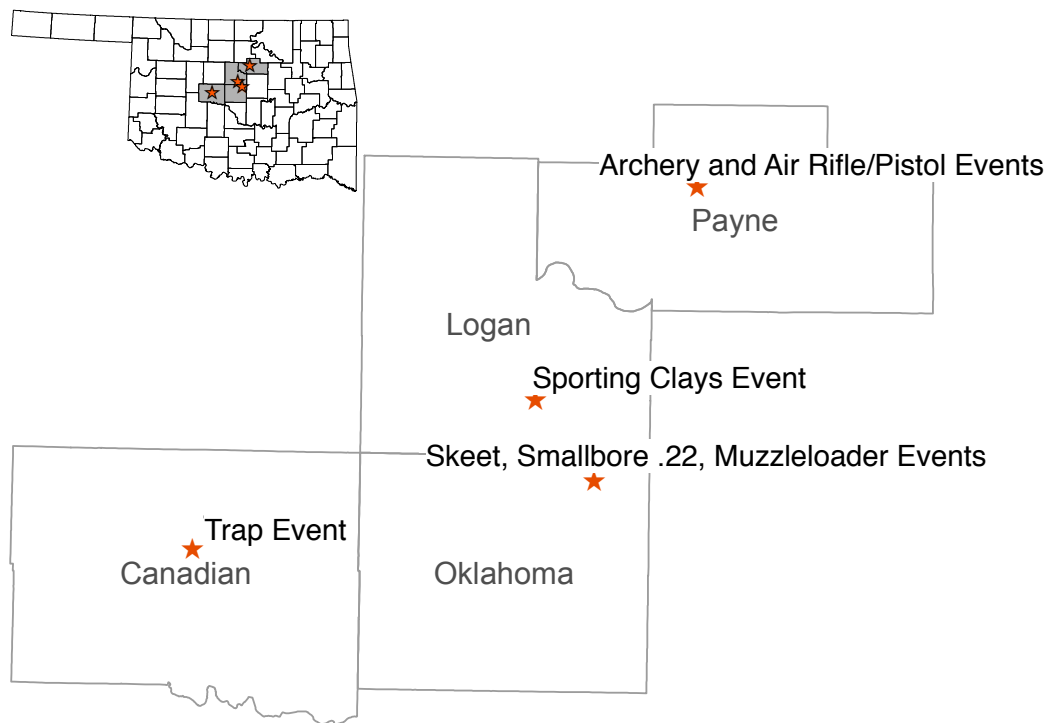 Archery and Air Rifle/Pistol Events
Payne
Logan
Sporting Clays Event
Skeet, Smallbore .22, Muzzleloader Events
Trap Event
Canadian
Oklahoma